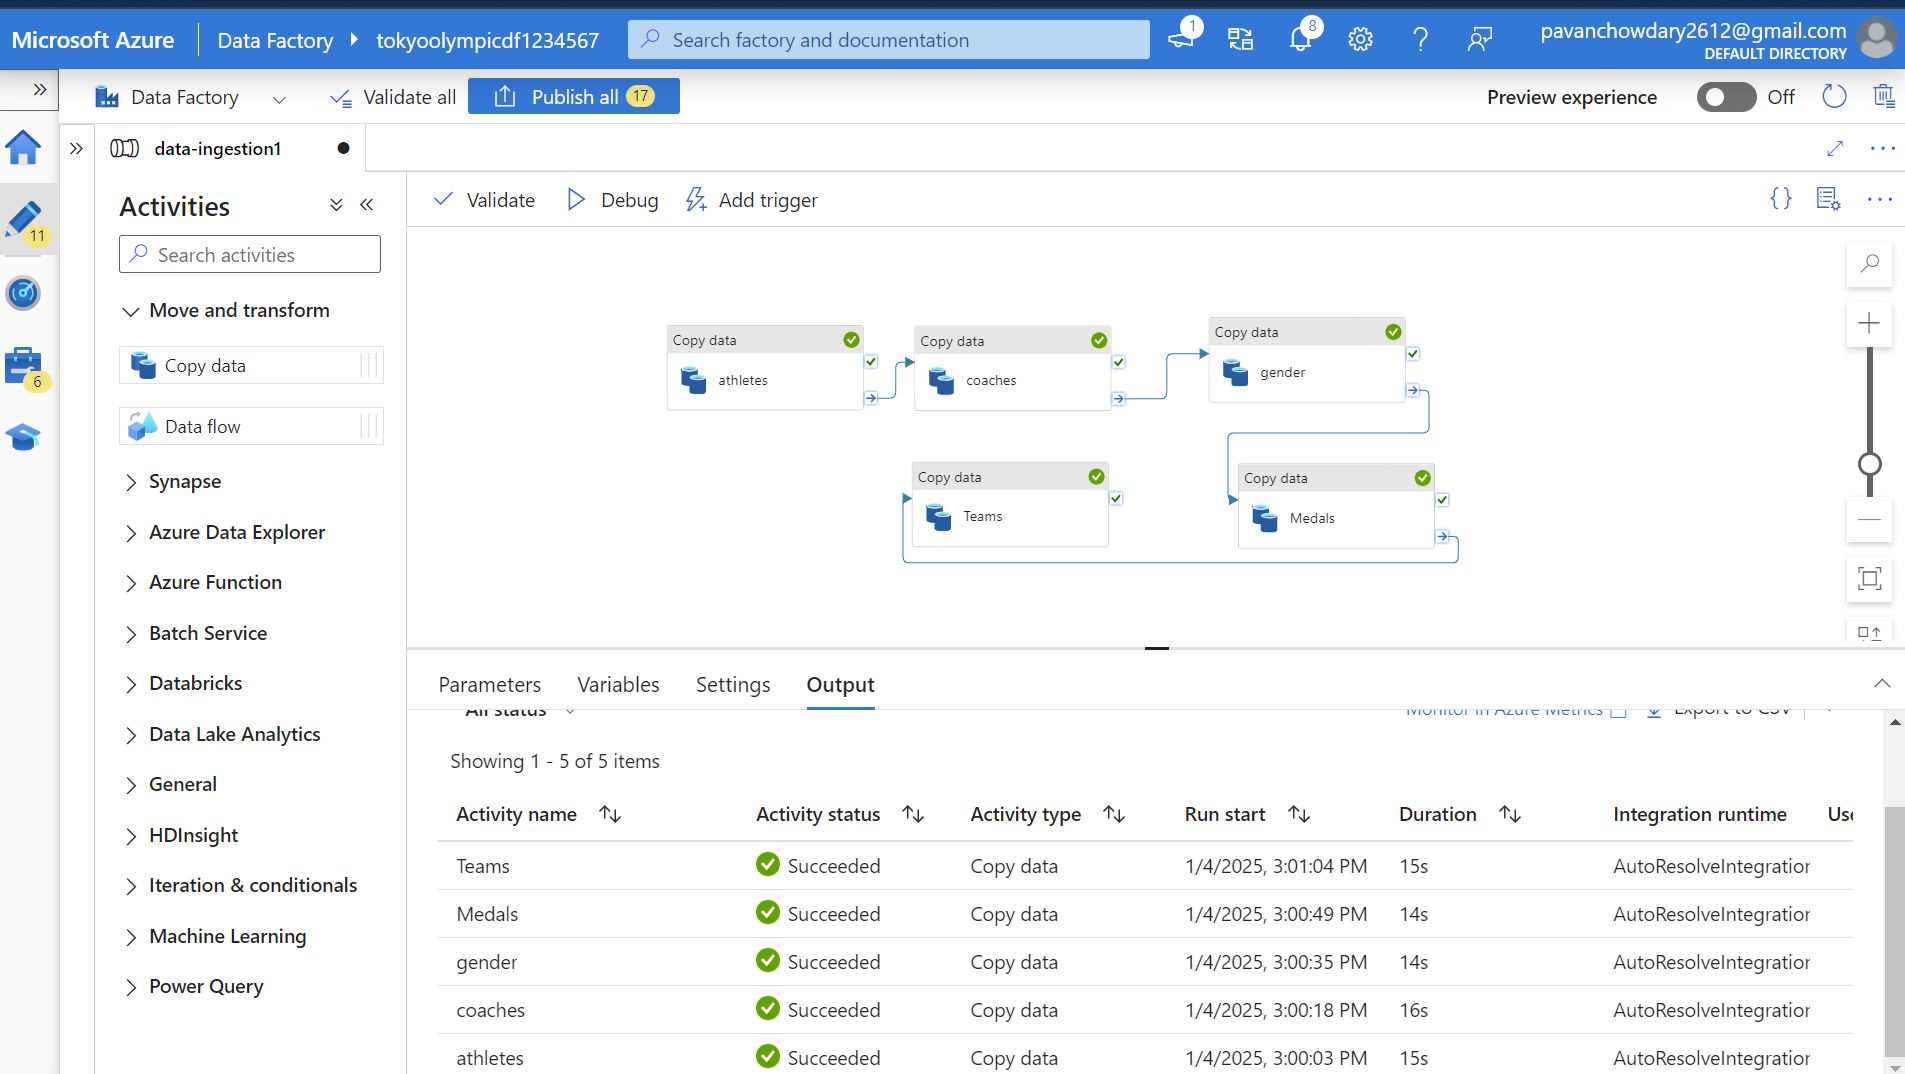 Microsoft Azure Data Factory tokyoolympicdf1234567 Search factory and documentation 1 8 pavanchowdary2612@gmail.com
DEFAULT DIRECTORY
Data Factory Validate all Publish all 17 Preview experience Off
data-ingestion1
Activities
Validate Debug Add trigger
11
Search activities
Move and transform
Copy data
Data flow
6
Synapse
Azure Data Explorer
Azure Function
Batch Service
Databricks
Data Lake Analytics
General
HDInsight
Iteration & conditionals
Machine Learning
Power Query
Copy data
athletes
Copy data
coaches
Copy data
gender
Copy data
Teams
Copy data
Medals
Parameters Variables Settings Output
All status Monitor in Azure Metrics Export to CSV
Showing 1 - 5 of 5 items
Activity name Activity status Activity type Run start Duration Integration runtime Use
Teams Succeeded Copy data 1/4/2025, 3:01:04 PM 15s AutoResolveIntegration
Medals Succeeded Copy data 1/4/2025, 3:00:49 PM 14s AutoResolveIntegration
gender Succeeded Copy data 1/4/2025, 3:00:35 PM 14s AutoResolveIntegration
coaches Succeeded Copy data 1/4/2025, 3:00:18 PM 16s AutoResolveIntegration
athletes Succeeded Copy data 1/4/2025, 3:00:03 PM 15s AutoResolveIntegration